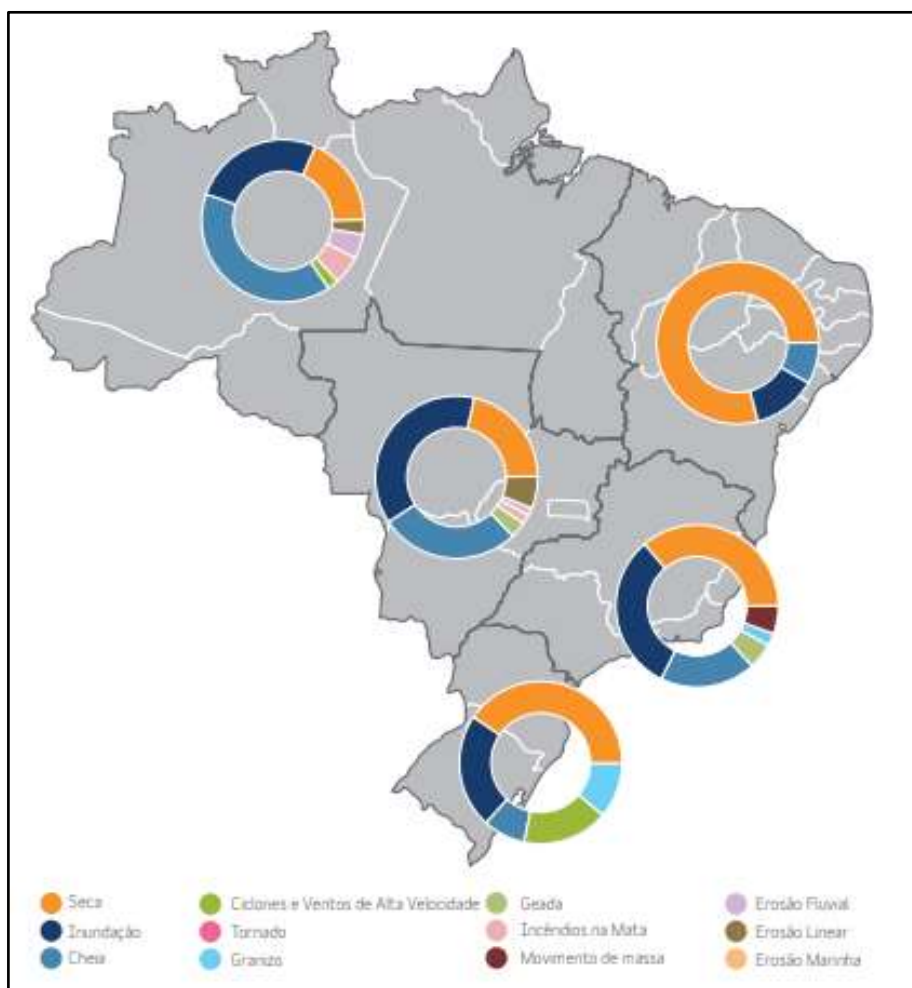 Seca
Ciclones e Ventos de Alta Velocidade
Geada
Erosão Fluvial
Inundação
Tornado
Incêndios na Mata
Erosão Linear
Cheia
Granizo
Movimento de massa
Erosão Marinha